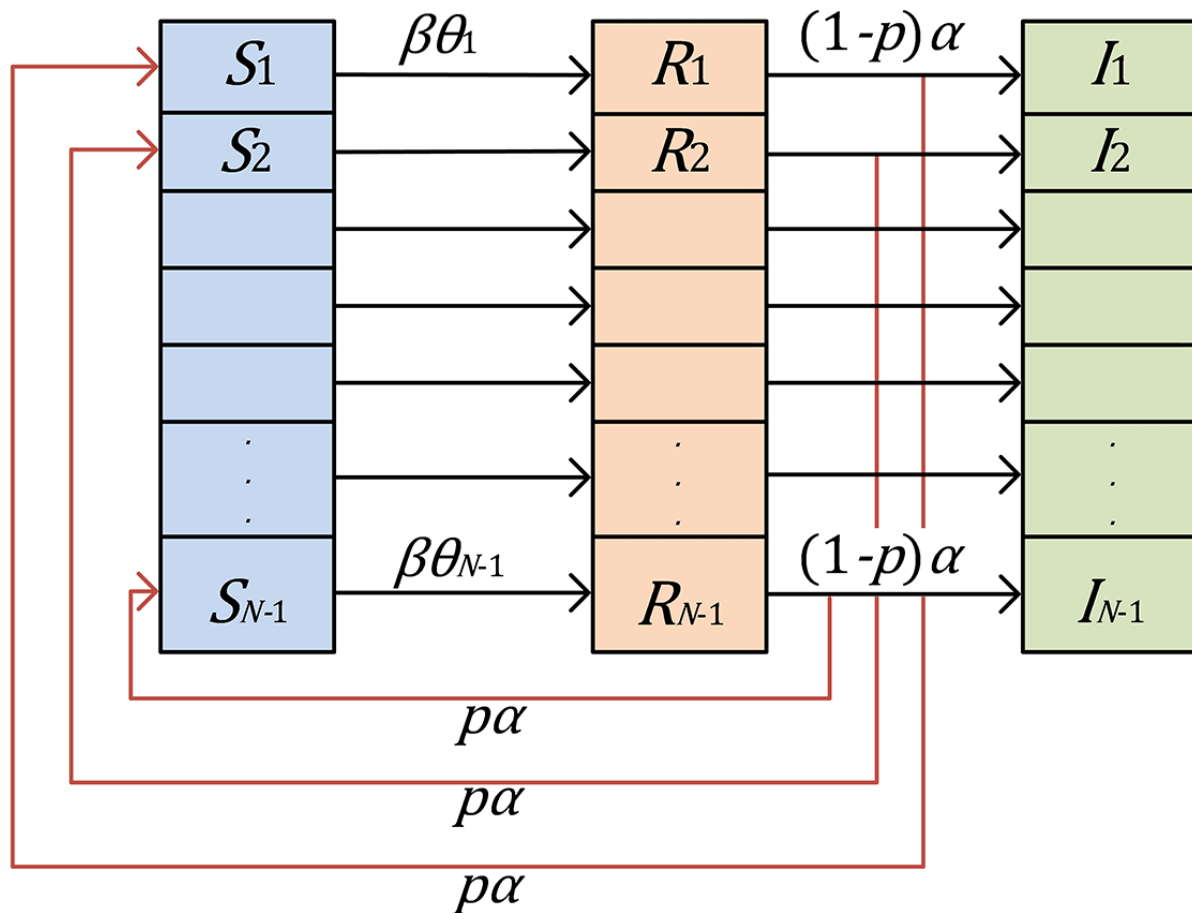 βθ1 (1-p)α
S1 R1 I1
S2 R2 I2
. . .
. . .
. . .
βθN-1 (1-p)α
SN-1 RN-1 IN-1
pα
pα
pα